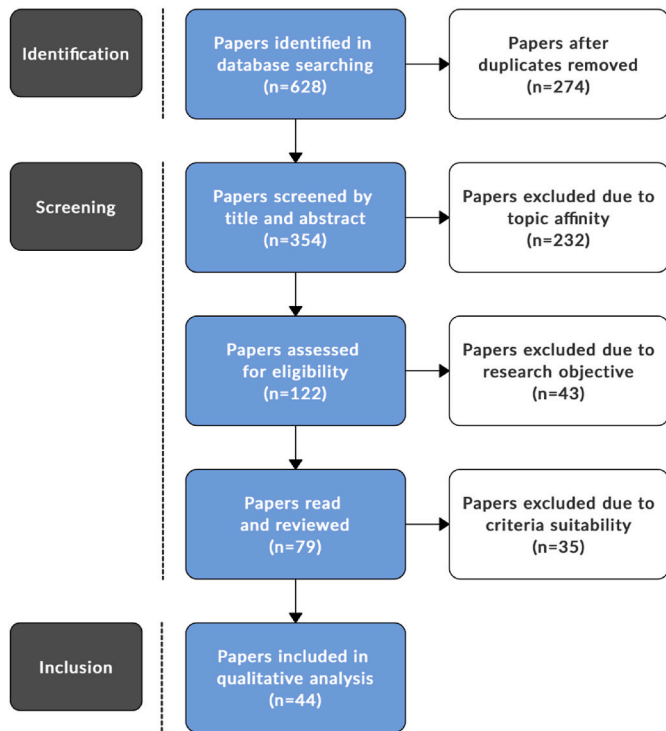 Identification
Papers identified in
database searching
(n=628)
Papers after
duplicates removed
(n=274)
Screening
Papers screened by
title and abstract
(n=354)
Papers excluded due to
topic affinity
(n=232)
Papers assessed
for eligibility
(n=122)
Papers excluded due to
research objective
(n=43)
Papers read
and reviewed
(n=79)
Papers excluded due to
criteria suitability
(n=35)
Inclusion
Papers included in
qualitative analysis
(n=44)